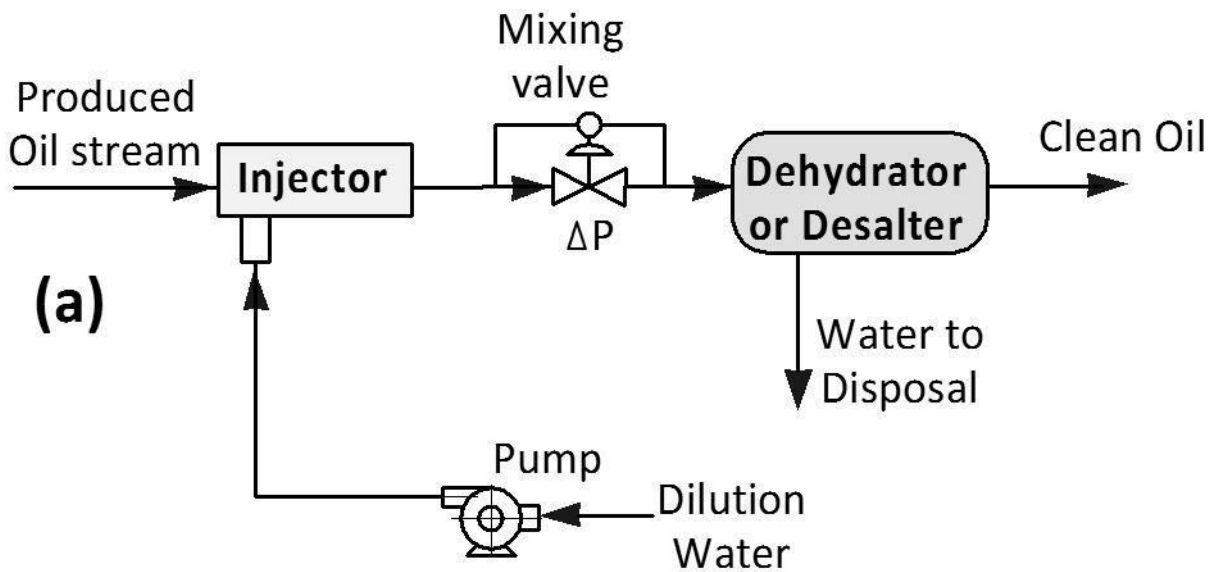 Mixing
valve
Produced
Oil stream
Injector
ΔP
Dehydrator
or Desalter
Clean Oil
(a)
Water to
Disposal
Pump
Dilution
Water